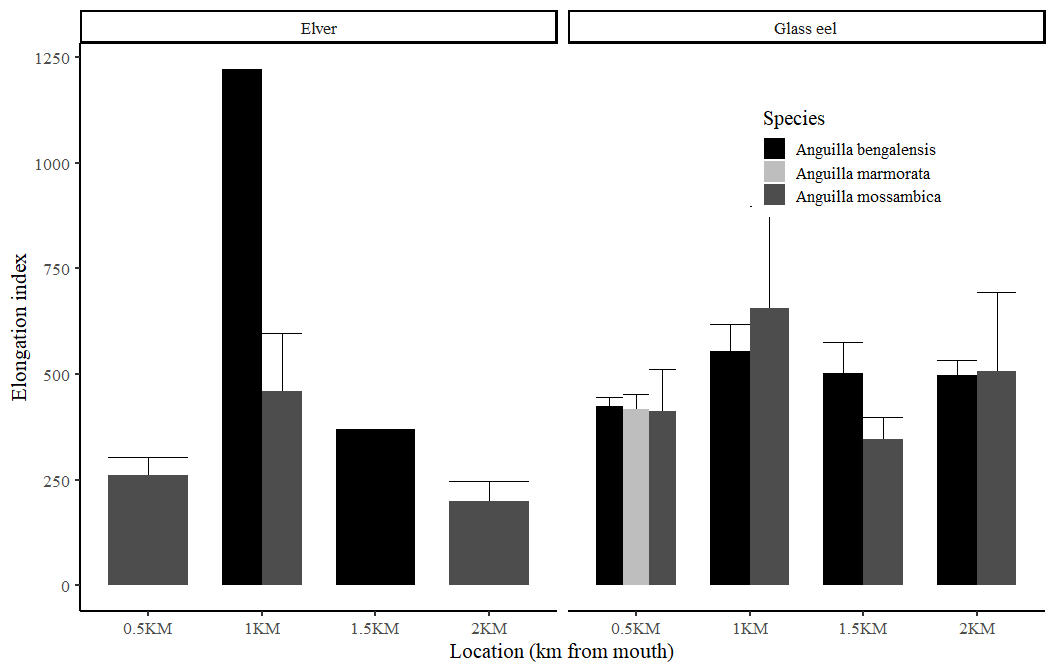 Elver
Glass eel
Elongation index
1250
1000
750
500
250
0
Species
Anguilla bengalensis
Anguilla marmorata
Anguilla mossambica
0.5KM
1KM
1.5KM
2KM
0.5KM
1KM
1.5KM
2KM
Location (km from mouth)